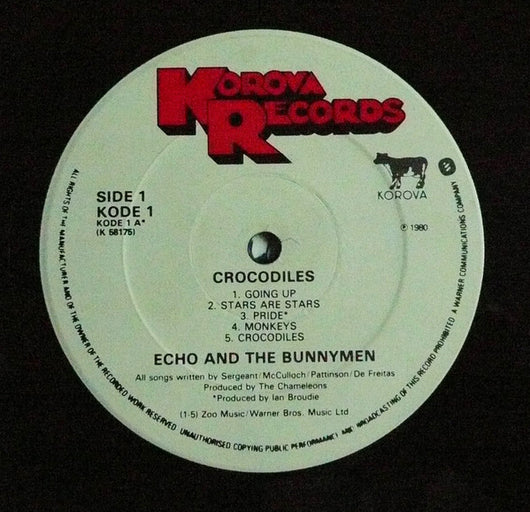 KOROVA
RECORDS
KOROVA
SIDE 1
KODE 1
KODE 1 A*
(K 58175)
℗ 1980
CROCODILES
1. GOING UP
2. STARS ARE STARS
3. PRIDE*
4. MONKEYS
5. CROCODILES
ECHO AND THE BUNNYMEN
All songs written by Sergeant/McCulloch/Pattinson/De Freitas
Produced by The Chameleons
*Produced by Ian Broudie
(1-5) Zoo Music/Warner Bros. Music Ltd
ALL RIGHTS OF THE MANUFACTURER AND OF THE OWNER OF THE RECORDED WORK RESERVED UNAUTHORISED COPYING PUBLIC PERFORMANCE AND BROADCASTING OF THIS RECORD PROHIBITED A WARNER COMMUNICATIONS COMPANY